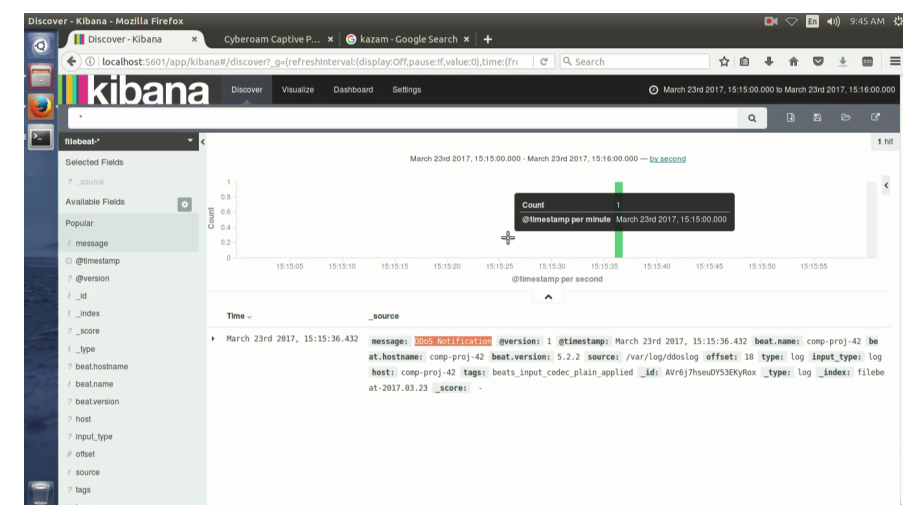 Discover - Kibana - Mozilla Firefox
En
9:45 AM
Discover - Kibana ×
Cyberoam Captive P... ×
kazam - Google Search ×
+
localhost:5601/app/kibana#/discover?_g=(refreshInterval:(display:Off,pause:!f,value:0),time:(fro
Search
kibana
Discover Visualize Dashboard Settings
March 23rd 2017, 15:15:00.000 to March 23rd 2017, 15:16:00.000
*
filebeat-*
1 hit
Selected Fields
? _source
Available Fields
Popular
t message
@timestamp
? @version
t _id
t _index
? _score
t _type
? beat.hostname
t beat.name
? beat.version
? host
? input_type
# offset
t source
? tags
March 23rd 2017, 15:15:00.000 - March 23rd 2017, 15:16:00.000 — by second
Count
1
0.8
0.6
0.4
0.2
0
15:15:05 15:15:10 15:15:15 15:15:20 15:15:25 15:15:30 15:15:35 15:15:40 15:15:45 15:15:50 15:15:55
@timestamp per second
Count 1
@timestamp per minute March 23rd 2017, 15:15:00.000
Time _source
March 23rd 2017, 15:15:36.432 message: DDoS Notification @version: 1 @timestamp: March 23rd 2017, 15:15:36.432 beat.name: comp-proj-42 be
at.hostname: comp-proj-42 beat.version: 5.2.2 source: /var/log/ddoslog offset: 18 type: log input_type: log
host: comp-proj-42 tags: beats_input_codec_plain_applied _id: AVr6j7hseuDY53EKyRox _type: log _index: filebe
at-2017.03.23 _score: -